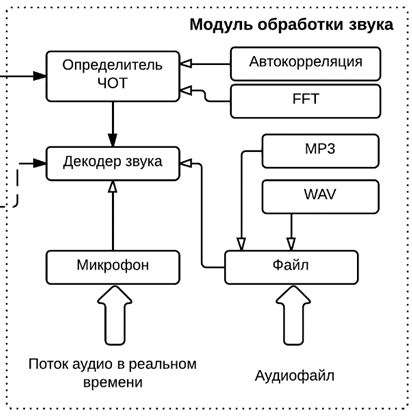 Модуль обработки звука
Определитель
ЧОТ
Автокорреляция
FFT
Декодер звука
MP3
WAV
Микрофон
Файл
Поток аудио в реальном
времени
Аудиофайл